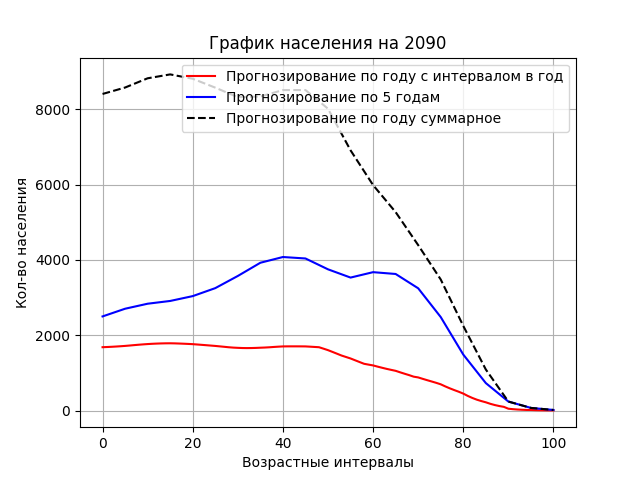 График населения на 2090
Прогнозирование по году с интервалом в год
Прогнозирование по 5 годам
Прогнозирование по году суммарное
Кол-во населения
8000
6000
4000
2000
0
0 20 40 60 80 100
Возрастные интервалы